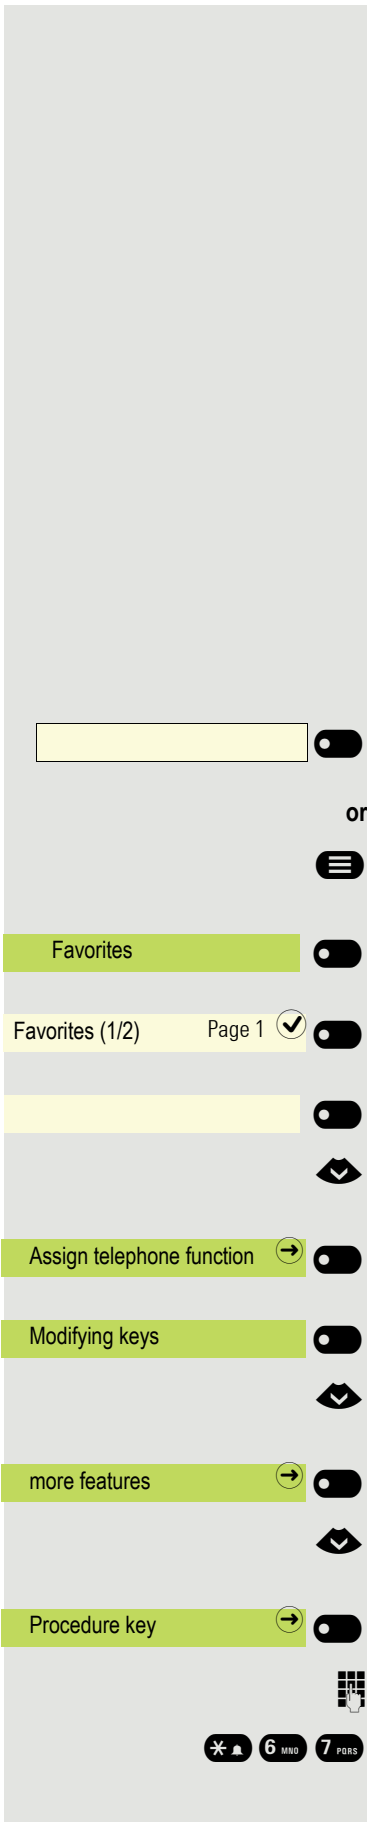 or
Favorites
Favorites (1/2) Page 1
Assign telephone function
Modifying keys
more features
Procedure key
6 MNO 7 PQRS